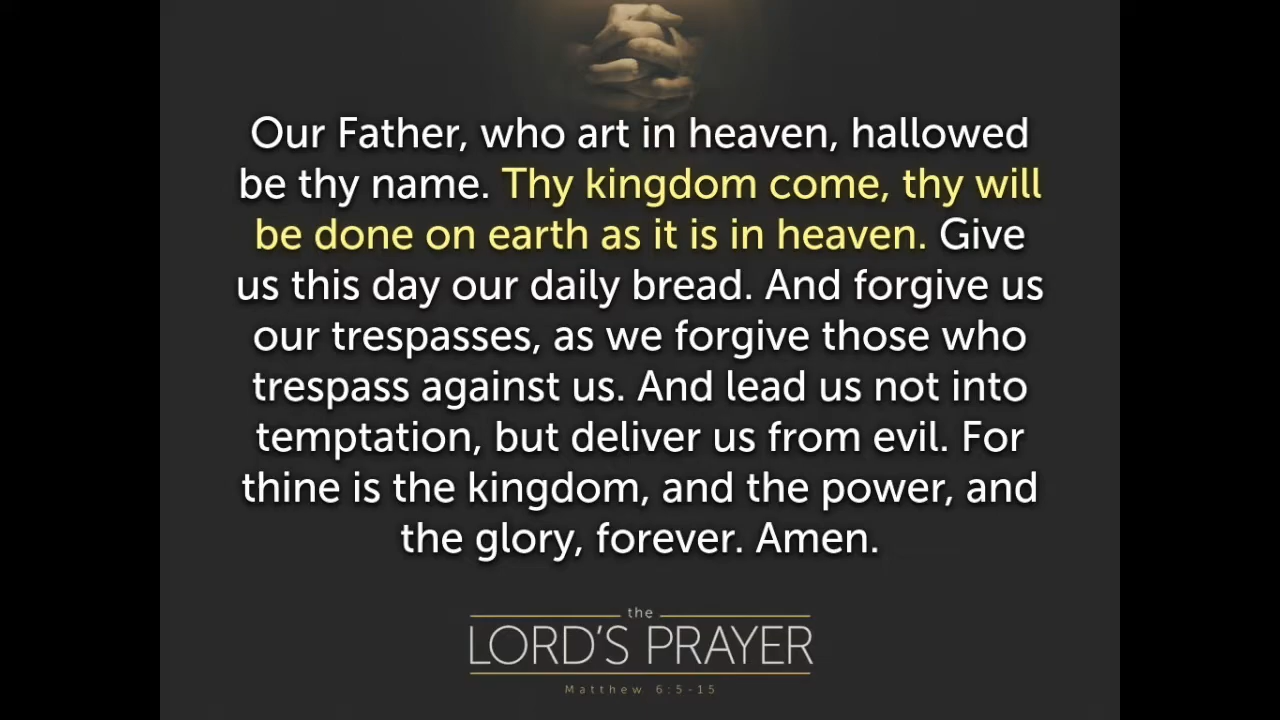 Our Father, who art in heaven, hallowed
be thy name. Thy kingdom come, thy will
be done on earth as it is in heaven. Give
us this day our daily bread. And forgive us
our trespasses, as we forgive those who
trespass against us. And lead us not into
temptation, but deliver us from evil. For
thine is the kingdom, and the power, and
the glory, forever. Amen.
the
LORD'S PRAYER
Matthew 6:5-15